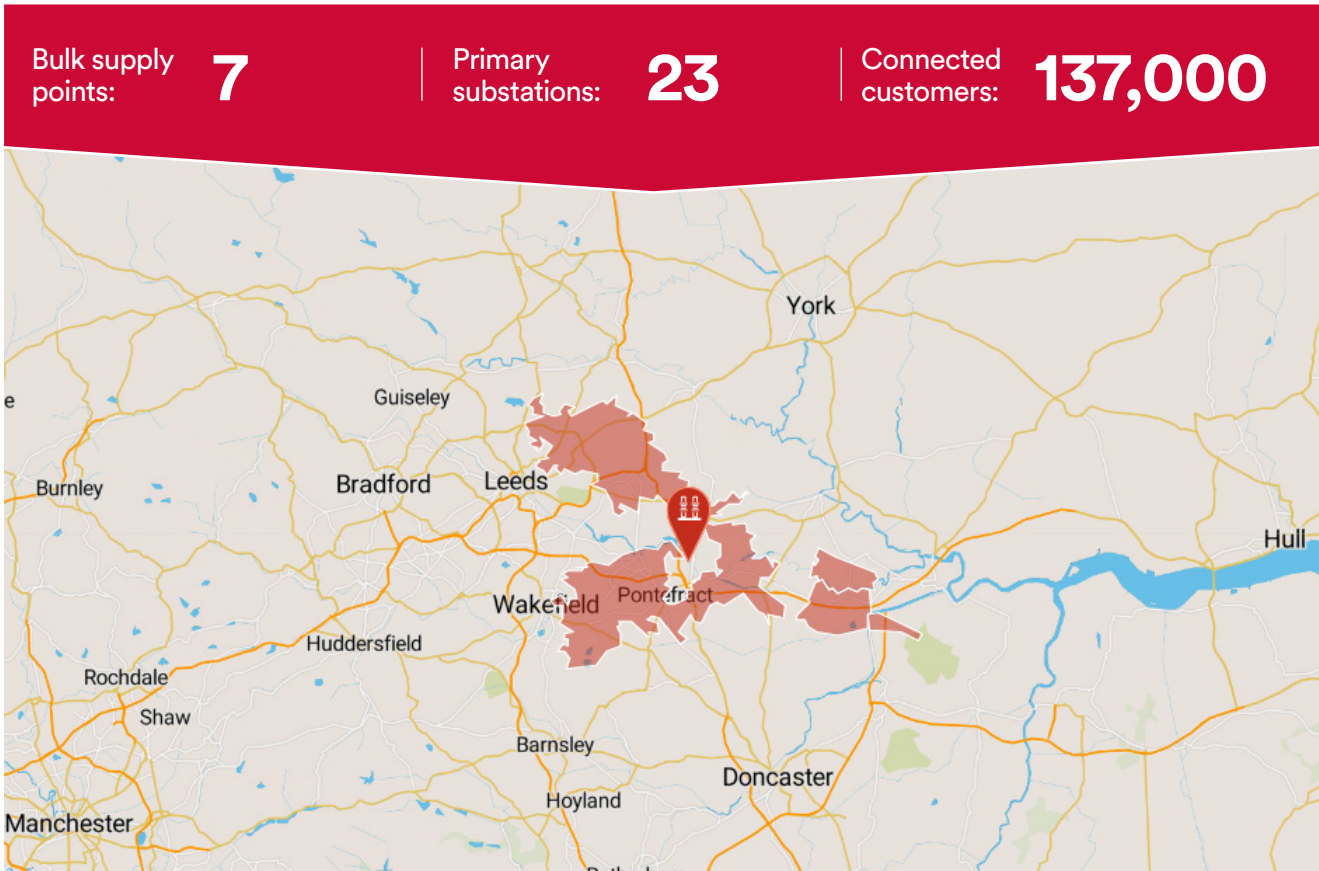 Bulk supply
points:
7
Primary
substations:
23
Connected
customers:
137,000
York
Guiseley
e
Bradford
Leeds
Burnley
Hull
Wakefield
Pontefract
Huddersfield
Rochdale
Shaw
Barnsley
Doncaster
Hoyland
Manchester